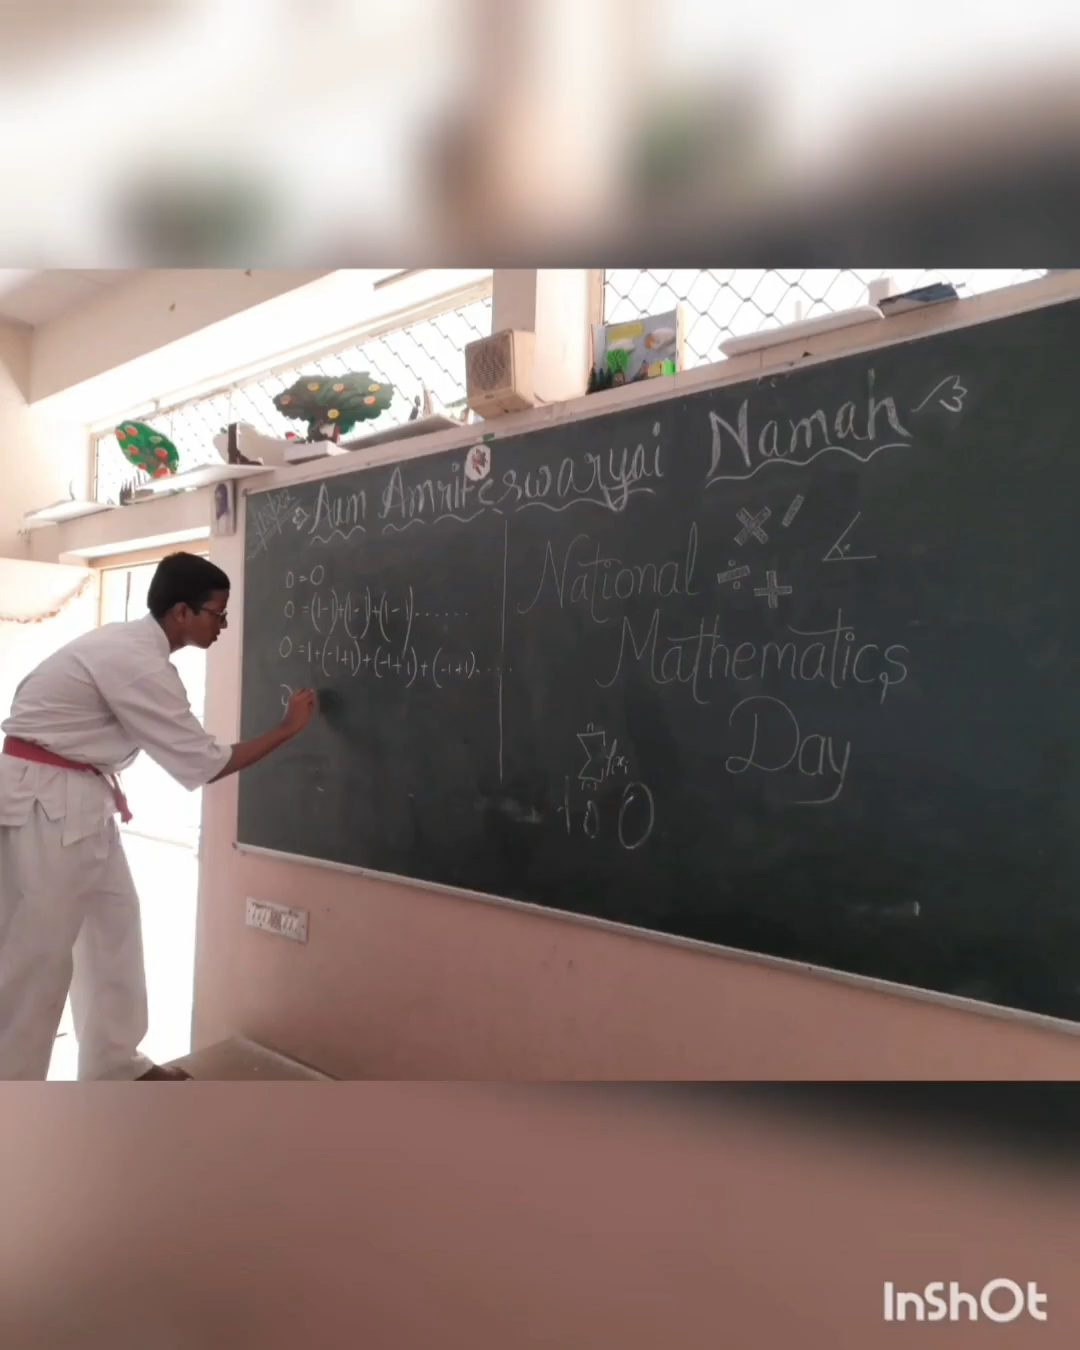 Aum Amriteswaryai Namah
0 = 0
0 = (1-1)+(1-1)+(1-1).......
0 = 1+(-1+1)+(-1+1)+(-1+1)....
National
Mathematics
Day
× ÷ +
n
Σ
100
InShOt